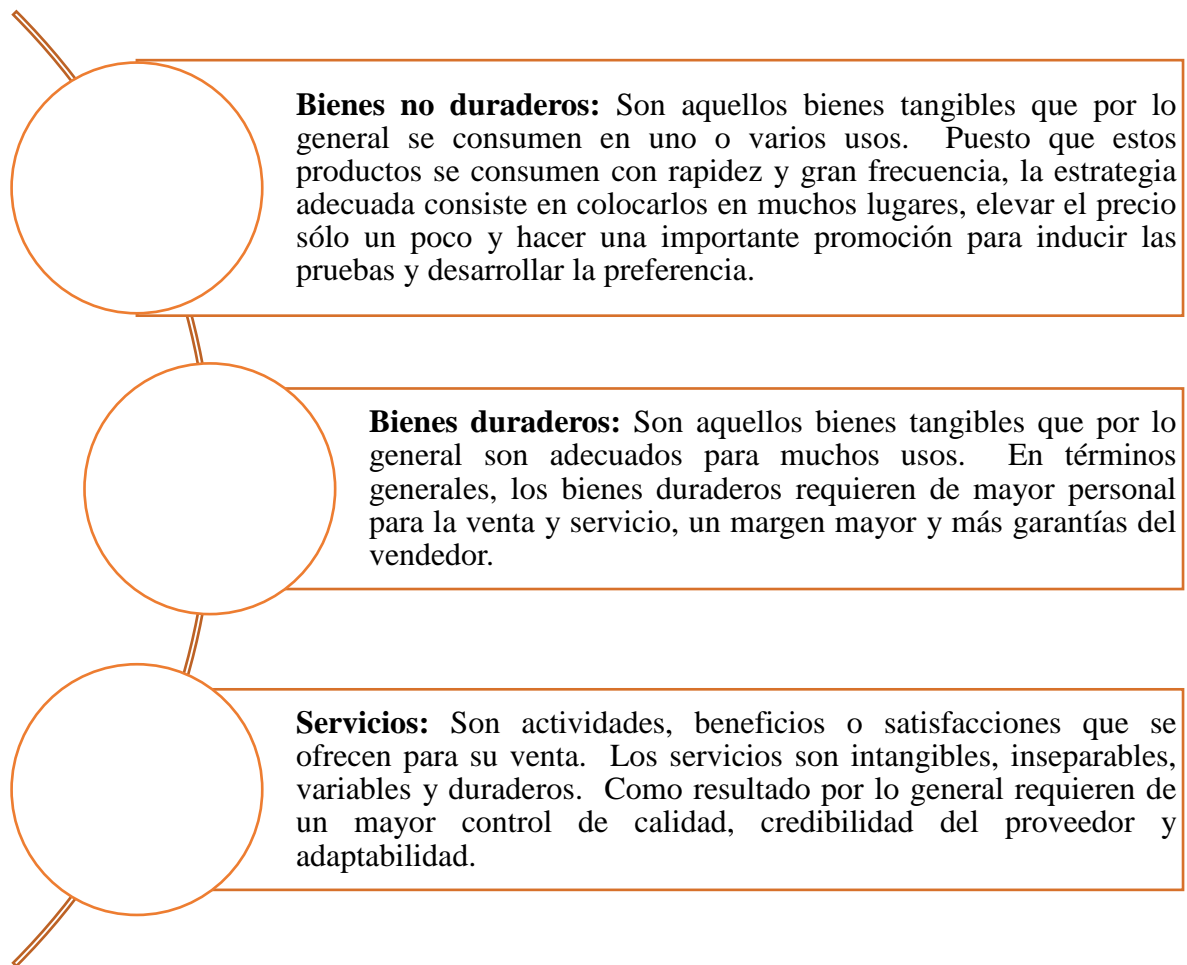 Bienes no duraderos: Son aquellos bienes tangibles que por lo
general se consumen en uno o varios usos. Puesto que estos
productos se consumen con rapidez y gran frecuencia, la estrategia
adecuada consiste en colocarlos en muchos lugares, elevar el precio
sólo un poco y hacer una importante promoción para inducir las
pruebas y desarrollar la preferencia.
Bienes duraderos: Son aquellos bienes tangibles que por lo
general son adecuados para muchos usos. En términos
generales, los bienes duraderos requieren de mayor personal
para la venta y servicio, un margen mayor y más garantías del
vendedor.
Servicios: Son actividades, beneficios o satisfacciones que se
ofrecen para su venta. Los servicios son intangibles, inseparables,
variables y duraderos. Como resultado por lo general requieren de
un mayor control de calidad, credibilidad del proveedor y
adaptabilidad.